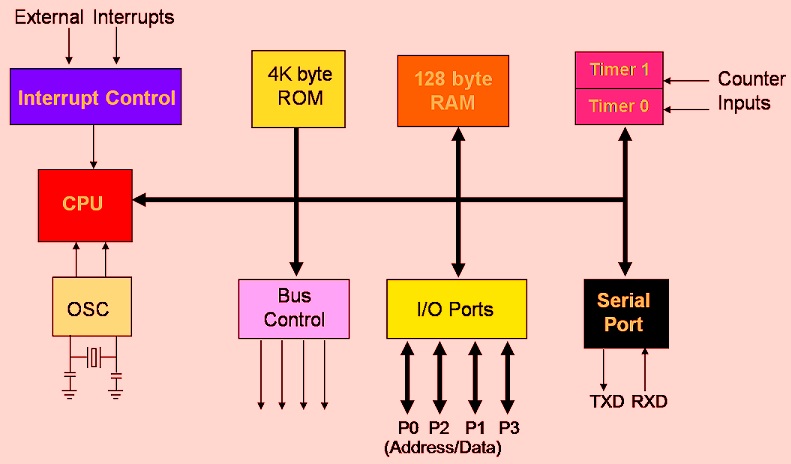 External Interrupts
Interrupt Control
4K byte
ROM
128 byte
RAM
Timer 1
Timer 0
Counter
Inputs
CPU
OSC
Bus
Control
I/O Ports
Serial
Port
TXD RXD
P0 P2 P1 P3
(Address/Data)